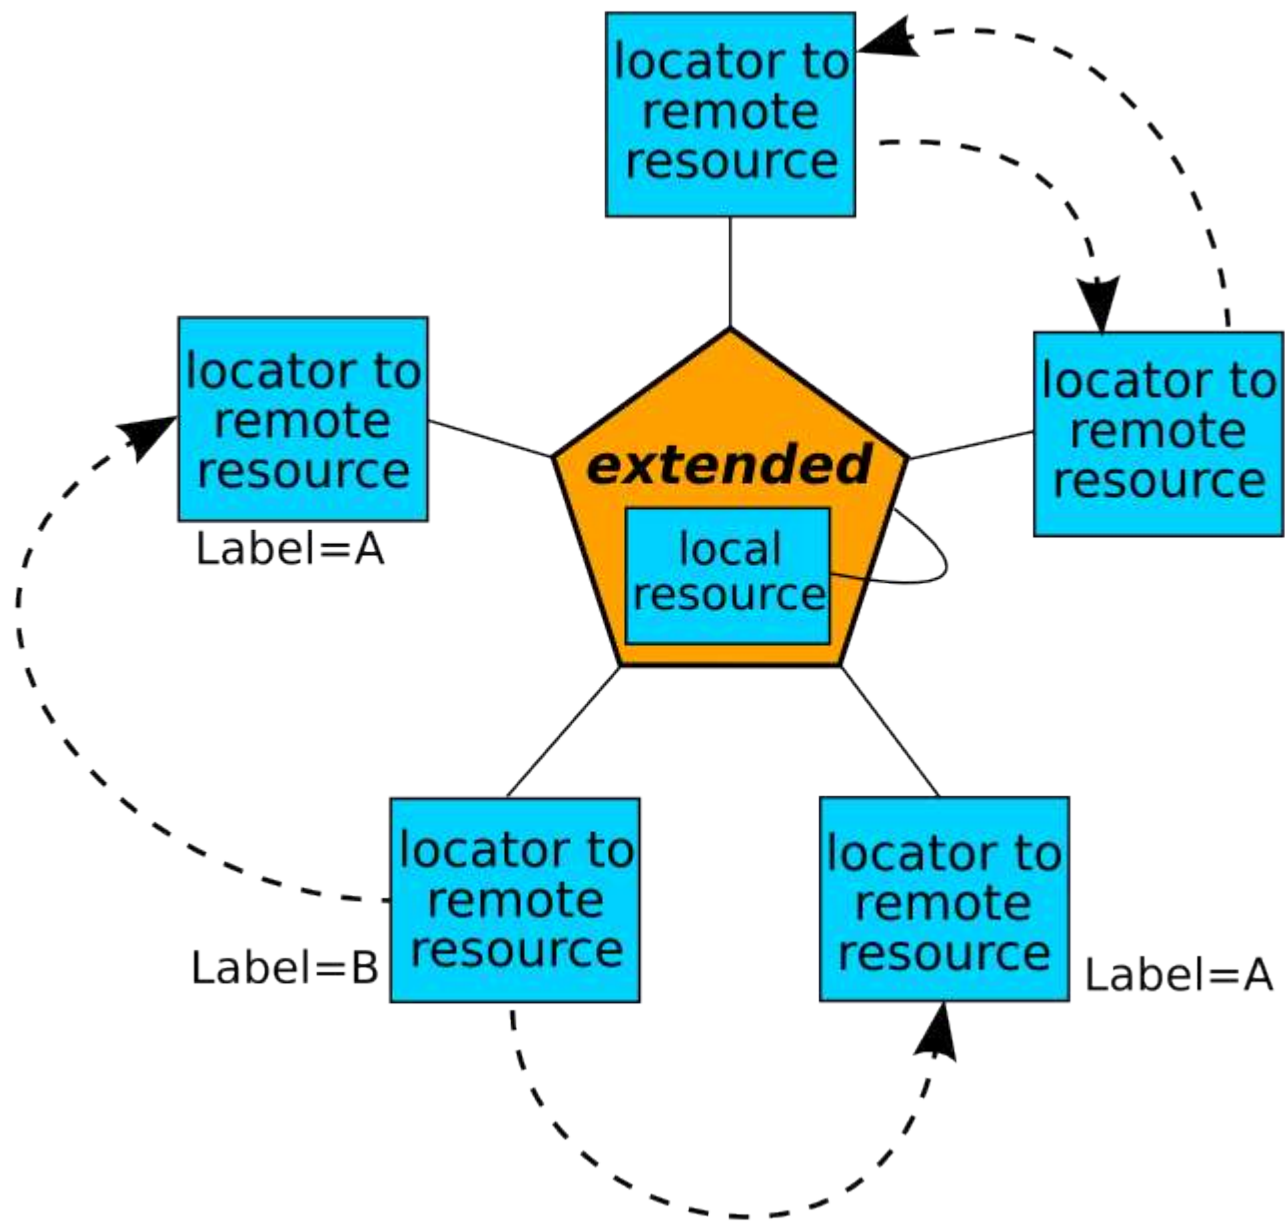 locator to
remote
resource
locator to
remote
resource
Label=A
locator to
remote
resource
extended
local
resource
locator to
remote
resource
Label=B
locator to
remote
resource
Label=A